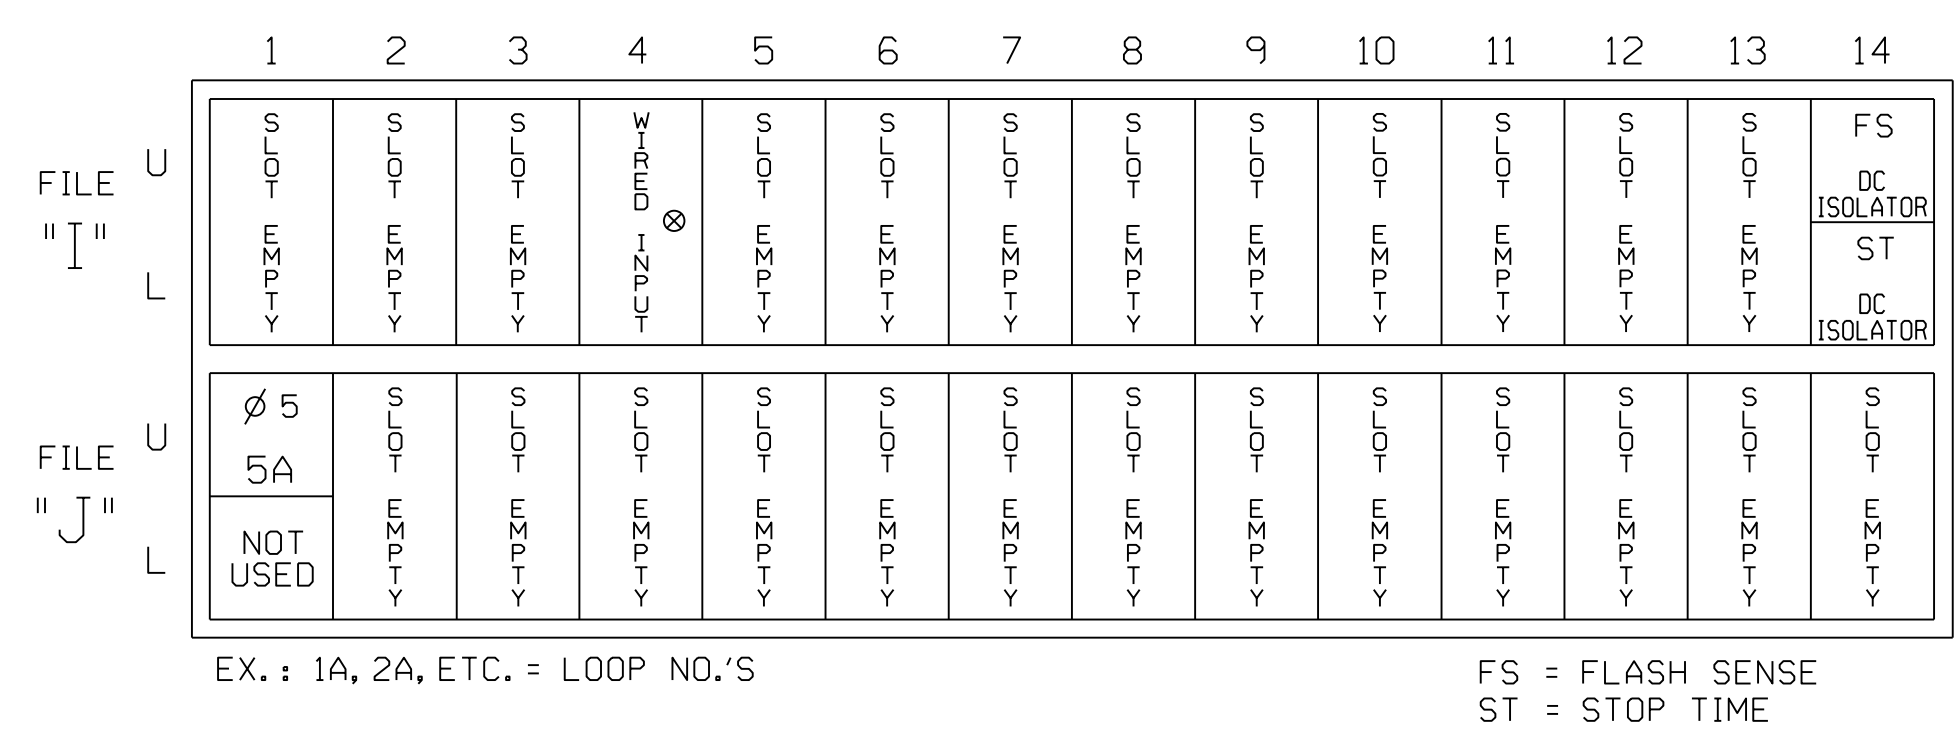 1 2 3 4 5 6 7 8 9 10 11 12 13 14
FILE
"I"
U
L
SLOT EMPTY
SLOT EMPTY
SLOT EMPTY
WIRED INPUT
⊗
SLOT EMPTY
SLOT EMPTY
SLOT EMPTY
SLOT EMPTY
SLOT EMPTY
SLOT EMPTY
SLOT EMPTY
SLOT EMPTY
SLOT EMPTY
FS
DC
ISOLATOR
ST
DC
ISOLATOR
FILE
"J"
U
L
Ø 5
5A
NOT
USED
SLOT EMPTY
SLOT EMPTY
SLOT EMPTY
SLOT EMPTY
SLOT EMPTY
SLOT EMPTY
SLOT EMPTY
SLOT EMPTY
SLOT EMPTY
SLOT EMPTY
SLOT EMPTY
SLOT EMPTY
SLOT EMPTY
EX.: 1A, 2A, ETC. = LOOP NO.'S
FS = FLASH SENSE
ST = STOP TIME